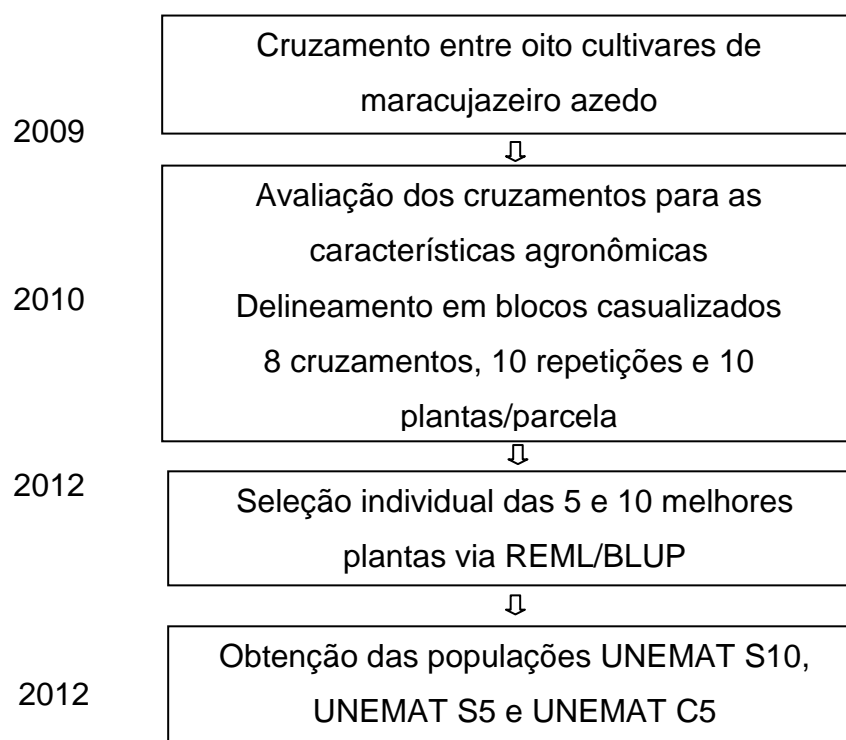 Cruzamento entre oito cultivares de
maracujazeiro azedo
2009
Avaliação dos cruzamentos para as
características agronômicas
2010
Delineamento em blocos casualizados
8 cruzamentos, 10 repetições e 10
plantas/parcela
2012
Seleção individual das 5 e 10 melhores
plantas via REML/BLUP
Obtenção das populações UNEMAT S10,
2012
UNEMAT S5 e UNEMAT C5